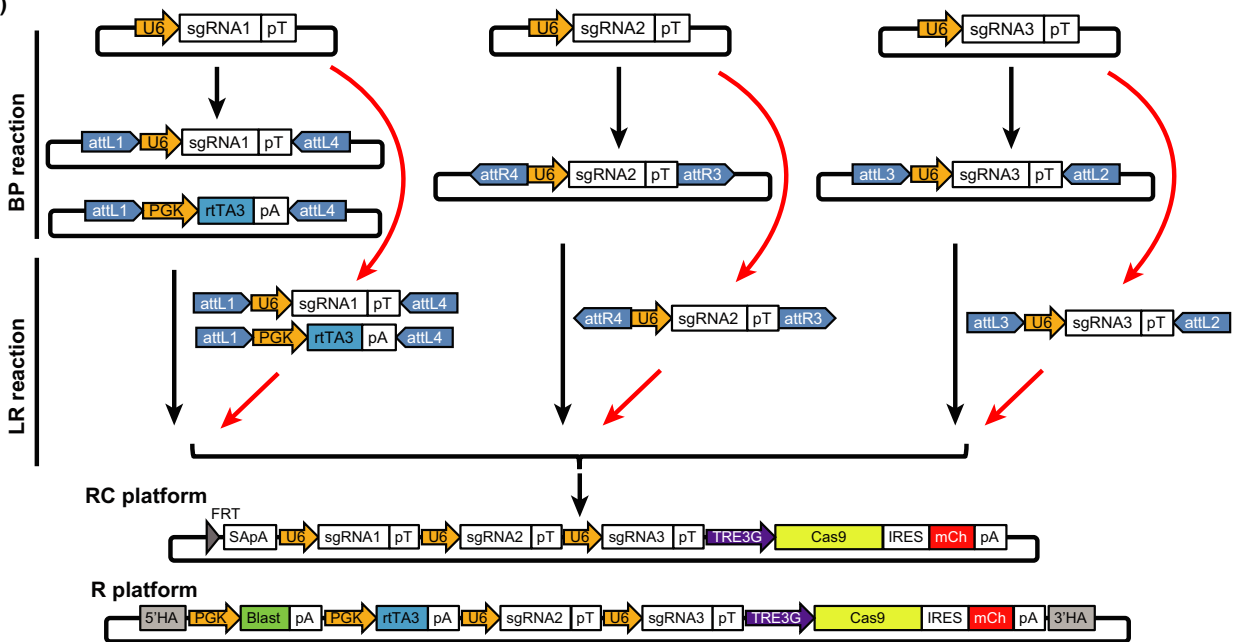 )
U6 sgRNA1 pT
U6 sgRNA2 pT
U6 sgRNA3 pT
BP reaction
attL1 U6 sgRNA1 pT attL4
attR4 U6 sgRNA2 pT attR3
attL3 U6 sgRNA3 pT attL2
attL1 PGK rtTA3 pA attL4
LR reaction
attL1 U6 sgRNA1 pT attL4
attL1 PGK rtTA3 pA attL4
attR4 U6 sgRNA2 pT attR3
attL3 U6 sgRNA3 pT attL2
RC platform
FRT
SApA U6 sgRNA1 pT U6 sgRNA2 pT U6 sgRNA3 pT TRE3G Cas9 IRES mCh pA
R platform
5'HA PGK Blast pA PGK rtTA3 pA U6 sgRNA2 pT U6 sgRNA3 pT TRE3G Cas9 IRES mCh pA 3'HA